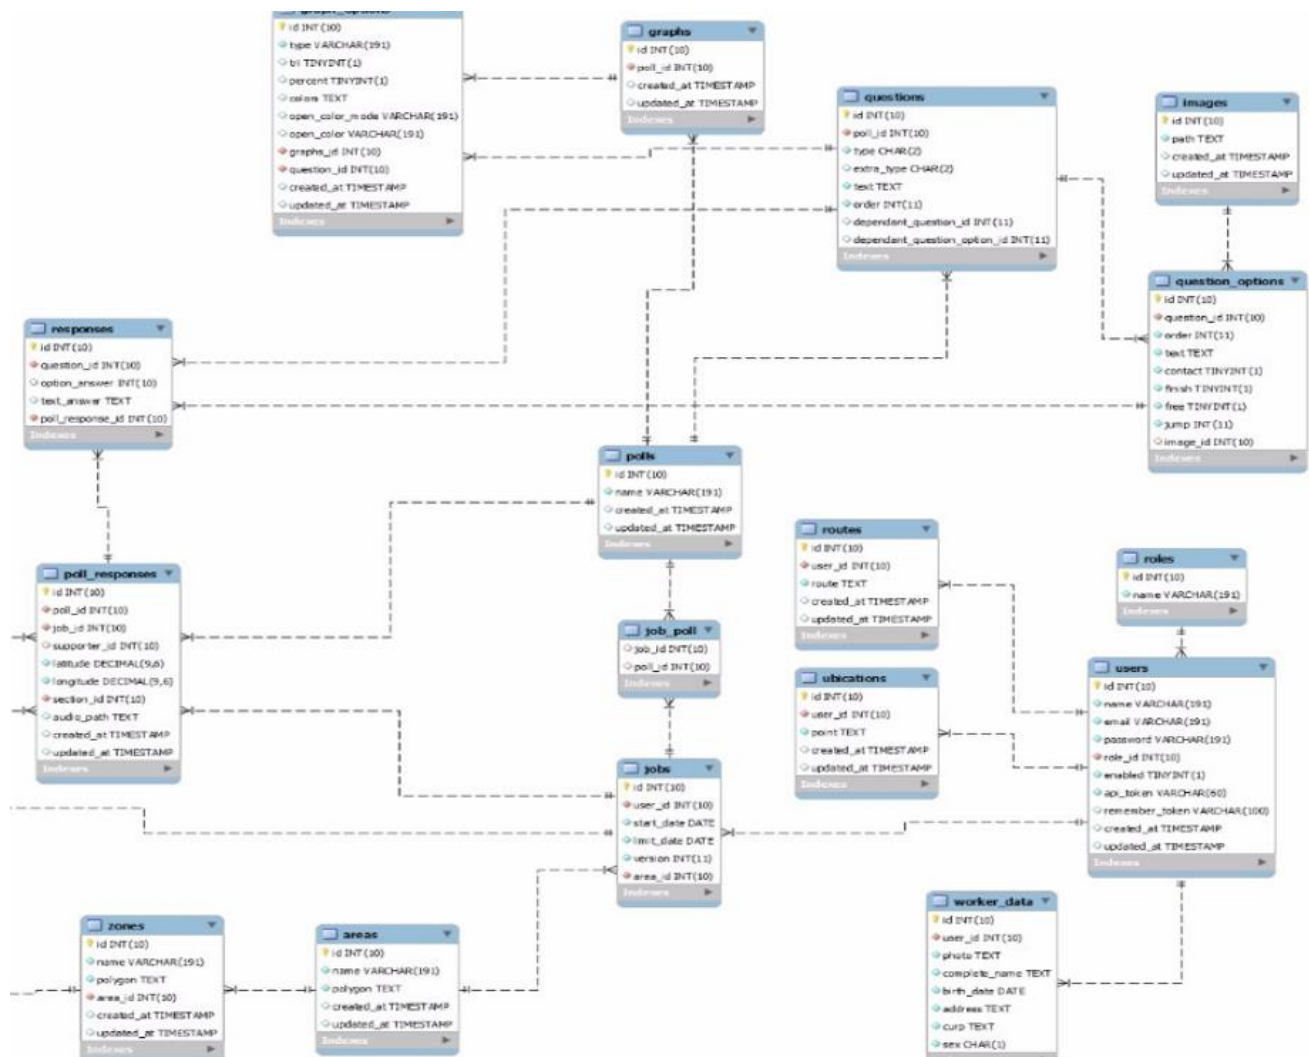 graph_options
id INT(10)
type VARCHAR(191)
tri TINYINT(1)
percent TINYINT(1)
colors TEXT
open_color_mode VARCHAR(191)
open_color VARCHAR(191)
graphs_id INT(10)
question_id INT(10)
created_at TIMESTAMP
updated_at TIMESTAMP
Indexes
graphs
id INT(10)
poll_id INT(10)
created_at TIMESTAMP
updated_at TIMESTAMP
Indexes
questions
id INT(10)
poll_id INT(10)
type CHAR(2)
extra_type CHAR(2)
text TEXT
order INT(11)
dependant_question_id INT(11)
dependant_question_option_id INT(11)
Indexes
images
id INT(10)
path TEXT
created_at TIMESTAMP
updated_at TIMESTAMP
Indexes
question_options
id INT(10)
question_id INT(10)
order INT(11)
text TEXT
contact TINYINT(1)
finish TINYINT(1)
free TINYINT(1)
jump INT(11)
image_id INT(10)
Indexes
responses
id INT(10)
question_id INT(10)
option_answer INT(10)
text_answer TEXT
poll_response_id INT(10)
Indexes
polls
id INT(10)
name VARCHAR(191)
created_at TIMESTAMP
updated_at TIMESTAMP
Indexes
routes
id INT(10)
user_id INT(10)
route TEXT
created_at TIMESTAMP
updated_at TIMESTAMP
Indexes
roles
id INT(10)
name VARCHAR(191)
Indexes
poll_responses
id INT(10)
poll_id INT(10)
job_id INT(10)
supporter_id INT(10)
latitude DECIMAL(9,6)
longitude DECIMAL(9,6)
section_id INT(10)
audio_path TEXT
created_at TIMESTAMP
updated_at TIMESTAMP
Indexes
job_poll
job_id INT(10)
poll_id INT(10)
Indexes
ubications
id INT(10)
user_id INT(10)
point TEXT
created_at TIMESTAMP
updated_at TIMESTAMP
Indexes
users
id INT(10)
name VARCHAR(191)
email VARCHAR(191)
password VARCHAR(191)
role_id INT(10)
enabled TINYINT(1)
api_token VARCHAR(60)
remember_token VARCHAR(100)
created_at TIMESTAMP
updated_at TIMESTAMP
Indexes
jobs
id INT(10)
user_id INT(10)
start_date DATE
limit_date DATE
version INT(11)
area_id INT(10)
Indexes
zones
id INT(10)
name VARCHAR(191)
polygon TEXT
area_id INT(10)
created_at TIMESTAMP
updated_at TIMESTAMP
Indexes
areas
id INT(10)
name VARCHAR(191)
polygon TEXT
created_at TIMESTAMP
updated_at TIMESTAMP
Indexes
worker_data
id INT(10)
user_id INT(10)
photo TEXT
complete_name TEXT
birth_date DATE
address TEXT
curp TEXT
sex CHAR(1)